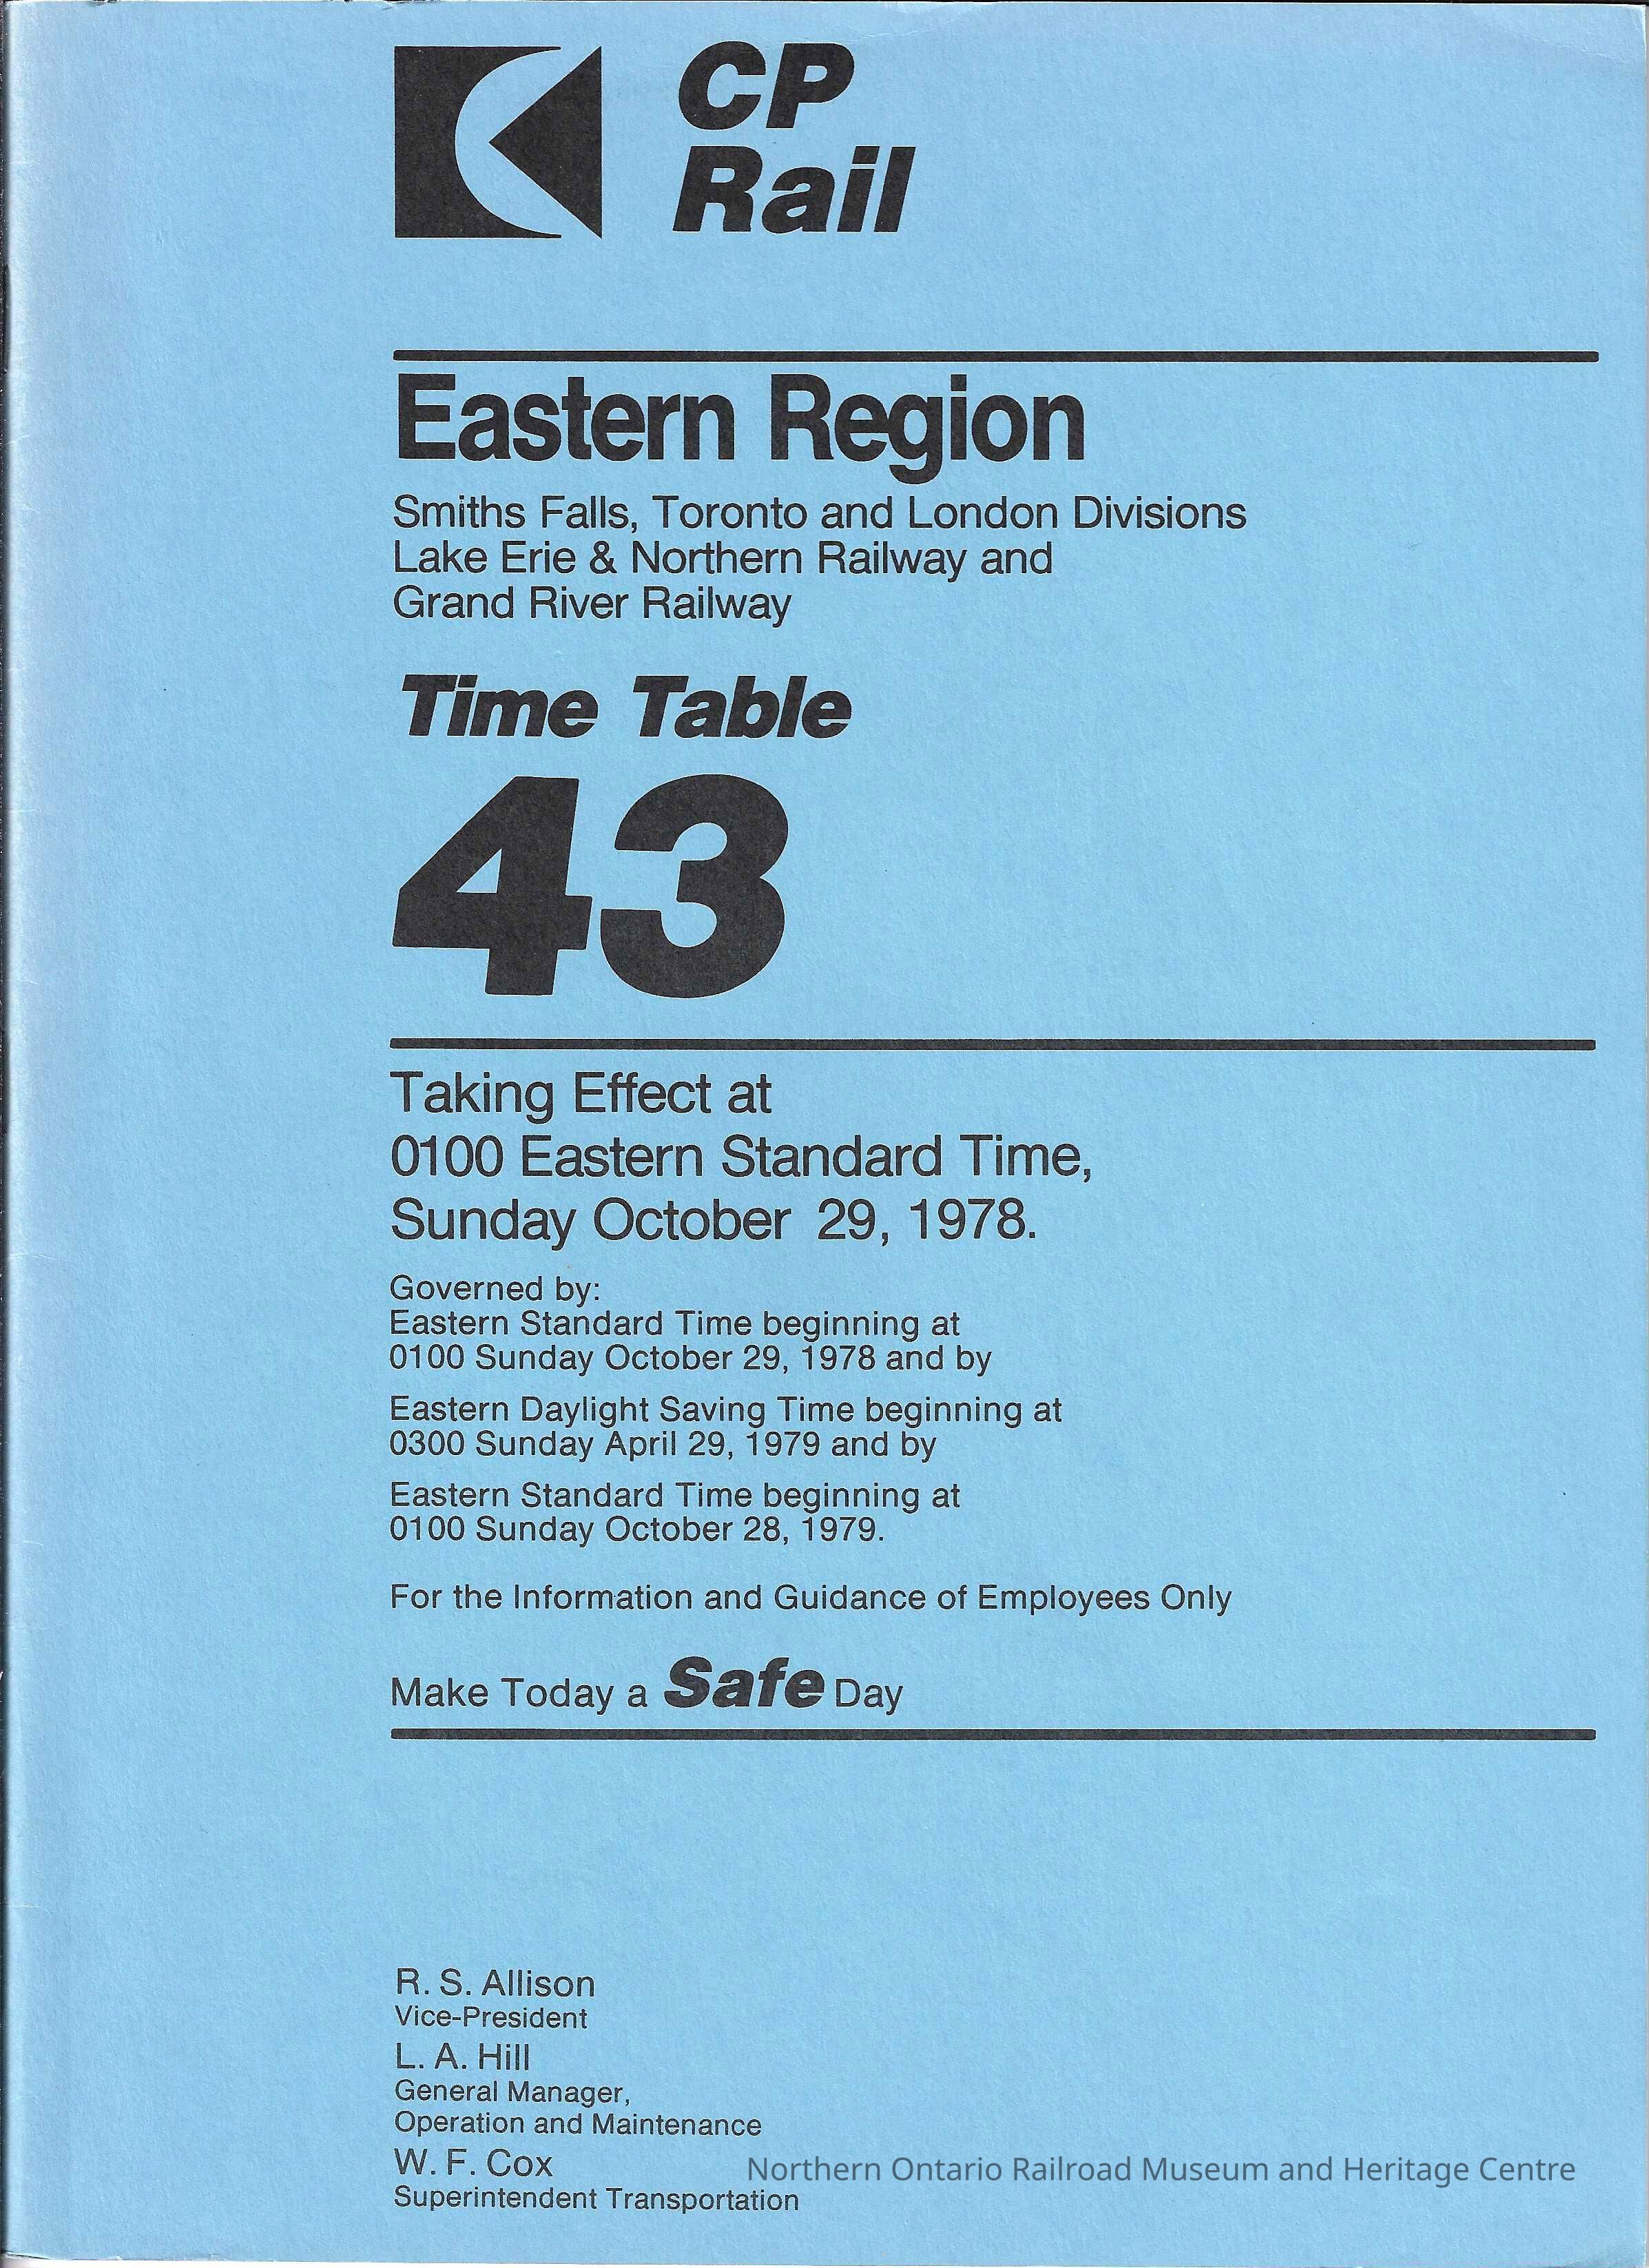 CP
Rail
Eastern Region
Smiths Falls, Toronto and London Divisions
Lake Erie & Northern Railway and
Grand River Railway
Time Table
43
Taking Effect at
0100 Eastern Standard Time,
Sunday October 29, 1978.
Governed by:
Eastern Standard Time beginning at
0100 Sunday October 29, 1978 and by
Eastern Daylight Saving Time beginning at
0300 Sunday April 29, 1979 and by
Eastern Standard Time beginning at
0100 Sunday October 28, 1979.
For the Information and Guidance of Employees Only
Make Today a Safe Day
R. S. Allison
Vice-President
L. A. Hill
General Manager,
Operation and Maintenance
W. F. Cox
Superintendent Transportation
Northern Ontario Railroad Museum and Heritage Centre